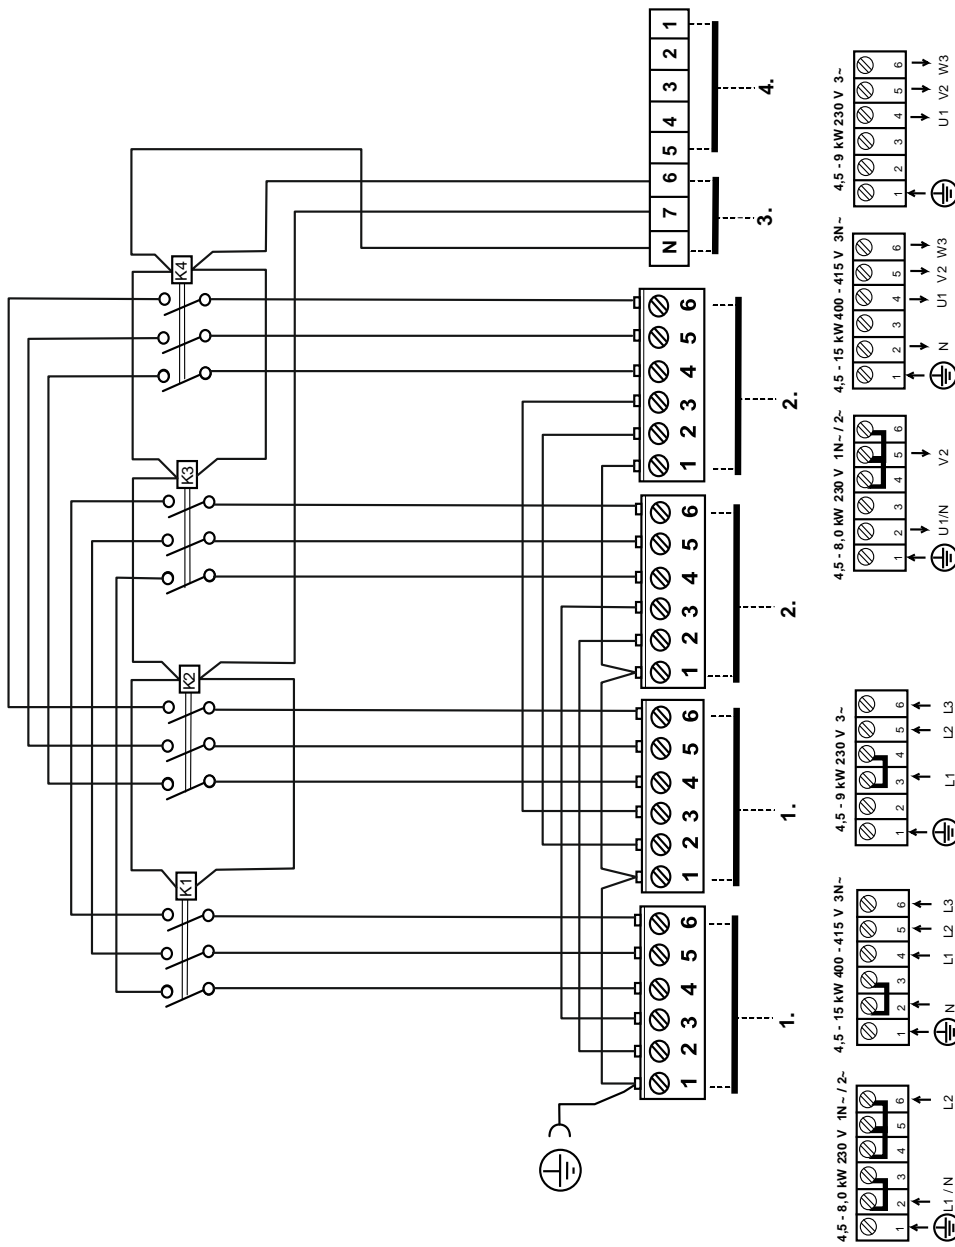 K1 K2 K3 K4
1 2 3 4 5 6
1 2 3 4 5 6
1 2 3 4 5 6
1 2 3 4 5 6
N 7 6 5 4 3 2 1
1. 1. 2. 2. 3. 4.
4,5 - 8,0 kW 230 V 1N~ / 2~
1 2 3 4 5 6
L1 / N L2
4,5 - 15 kW 400 - 415 V 3N~
1 2 3 4 5 6
N L1 L2 L3
4,5 - 9 kW 230 V 3~
1 2 3 4 5 6
L1 L2 L3
4,5 - 8,0 kW 230 V 1N~ / 2~
1 2 3 4 5 6
U1/N V2
4,5 - 15 kW 400 - 415 V 3N~
1 2 3 4 5 6
N U1 V2 W3
4,5 - 9 kW 230 V 3~
1 2 3 4 5 6
U1 V2 W3